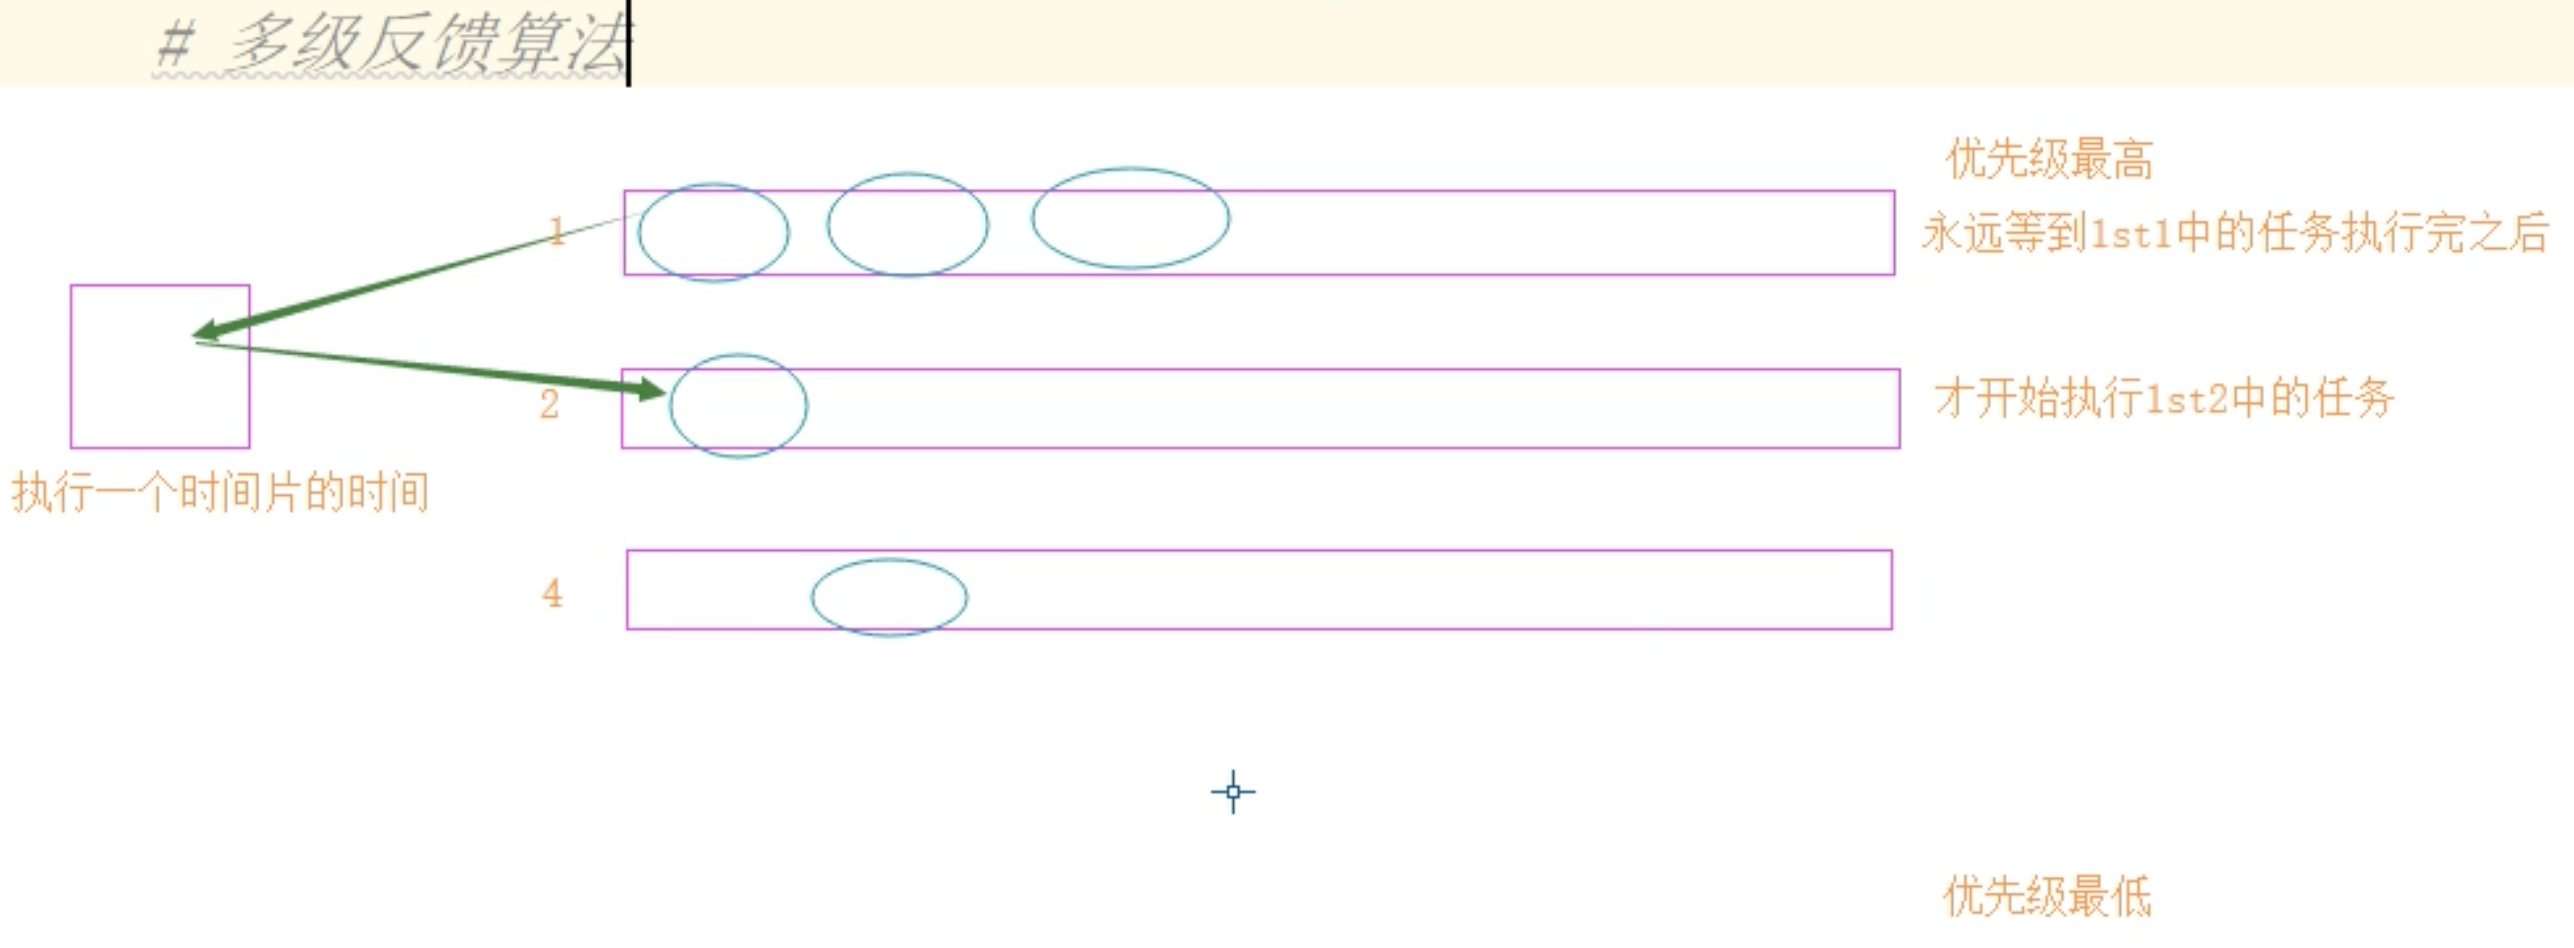 # 多级反馈算法
优先级最高
1
永远等到lst1中的任务执行完之后
2
才开始执行lst2中的任务
执行一个时间片的时间
4
优先级最低